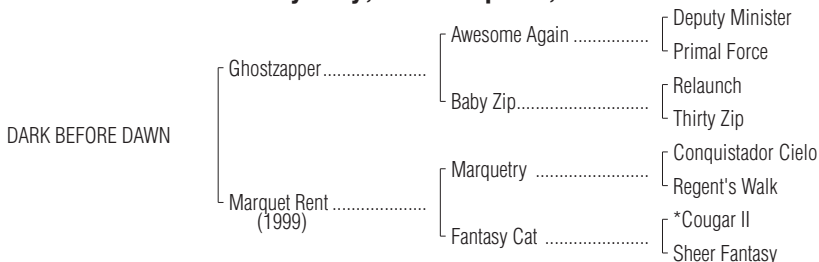 Deputy Minister
Awesome Again ................
Primal Force
Ghostzapper......................
Relaunch
Baby Zip............................
Thirty Zip
DARK BEFORE DAWN
Conquistador Cielo
Marquetry ........................
Regent's Walk
Marquet Rent ....................
(1999)
*Cougar II
Fantasy Cat ......................
Sheer Fantasy